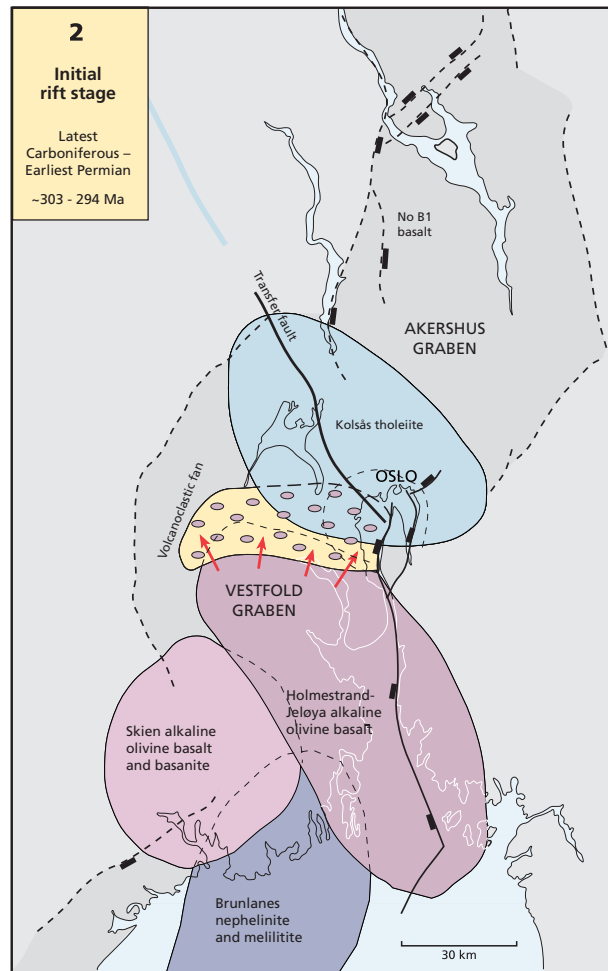 2
Initial
rift stage
Latest
Carboniferous –
Earliest Permian
~303 - 294 Ma
No B1
basalt
Transfer fault
AKERSHUS
GRABEN
Kolsås tholeiite
OSLO
Volcanoclastic fan
VESTFOLD
GRABEN
Holmestrand-
Jeløya alkaline
olivine basalt
Skien alkaline
olivine basalt
and basanite
Brunlanes
nephelinite
and melilitite
30 km